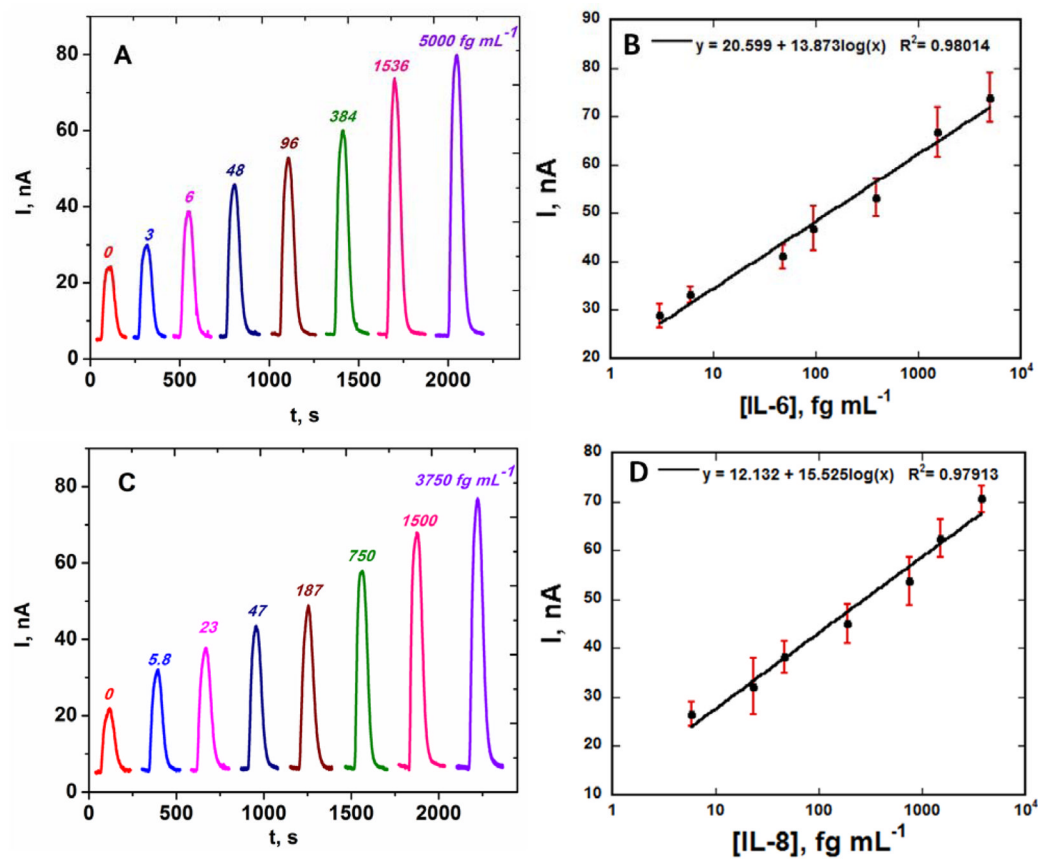 A
5000 fg mL⁻¹
1536
384
96
48
6
3
0
80
60
40
20
0
I, nA
0 500 1000 1500 2000
t, s
B
y = 20.599 + 13.873log(x) R²= 0.98014
90
80
70
60
50
40
30
20
I, nA
1 10 100 1000 10⁴
[IL-6], fg mL⁻¹
C
3750 fg mL⁻¹
1500
750
187
47
23
5.8
0
80
60
40
20
0
I, nA
0 500 1000 1500 2000
t, s
D
y = 12.132 + 15.525log(x) R²= 0.97913
80
70
60
50
40
30
20
10
I, nA
10 100 1000 10⁴
[IL-8], fg mL⁻¹